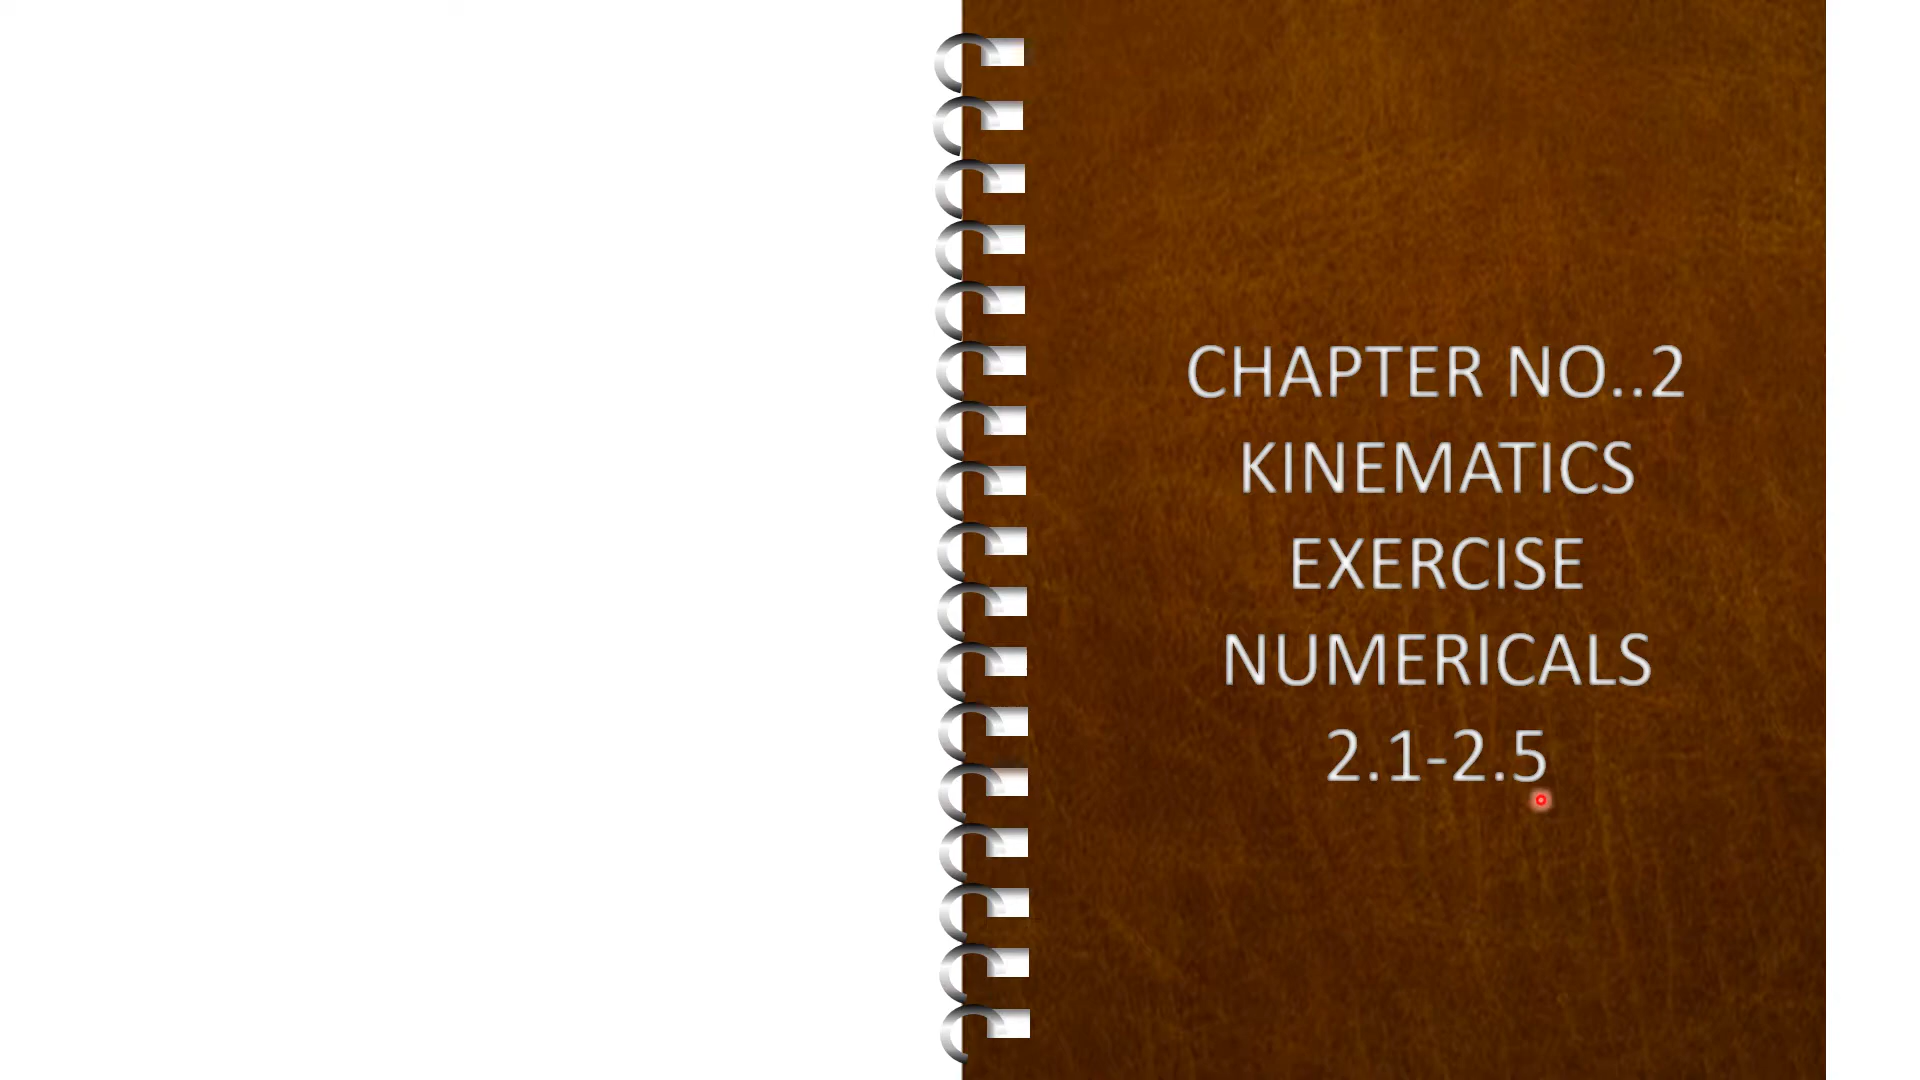 CHAPTER NO..2
KINEMATICS
EXERCISE
NUMERICALS
2.1-2.5